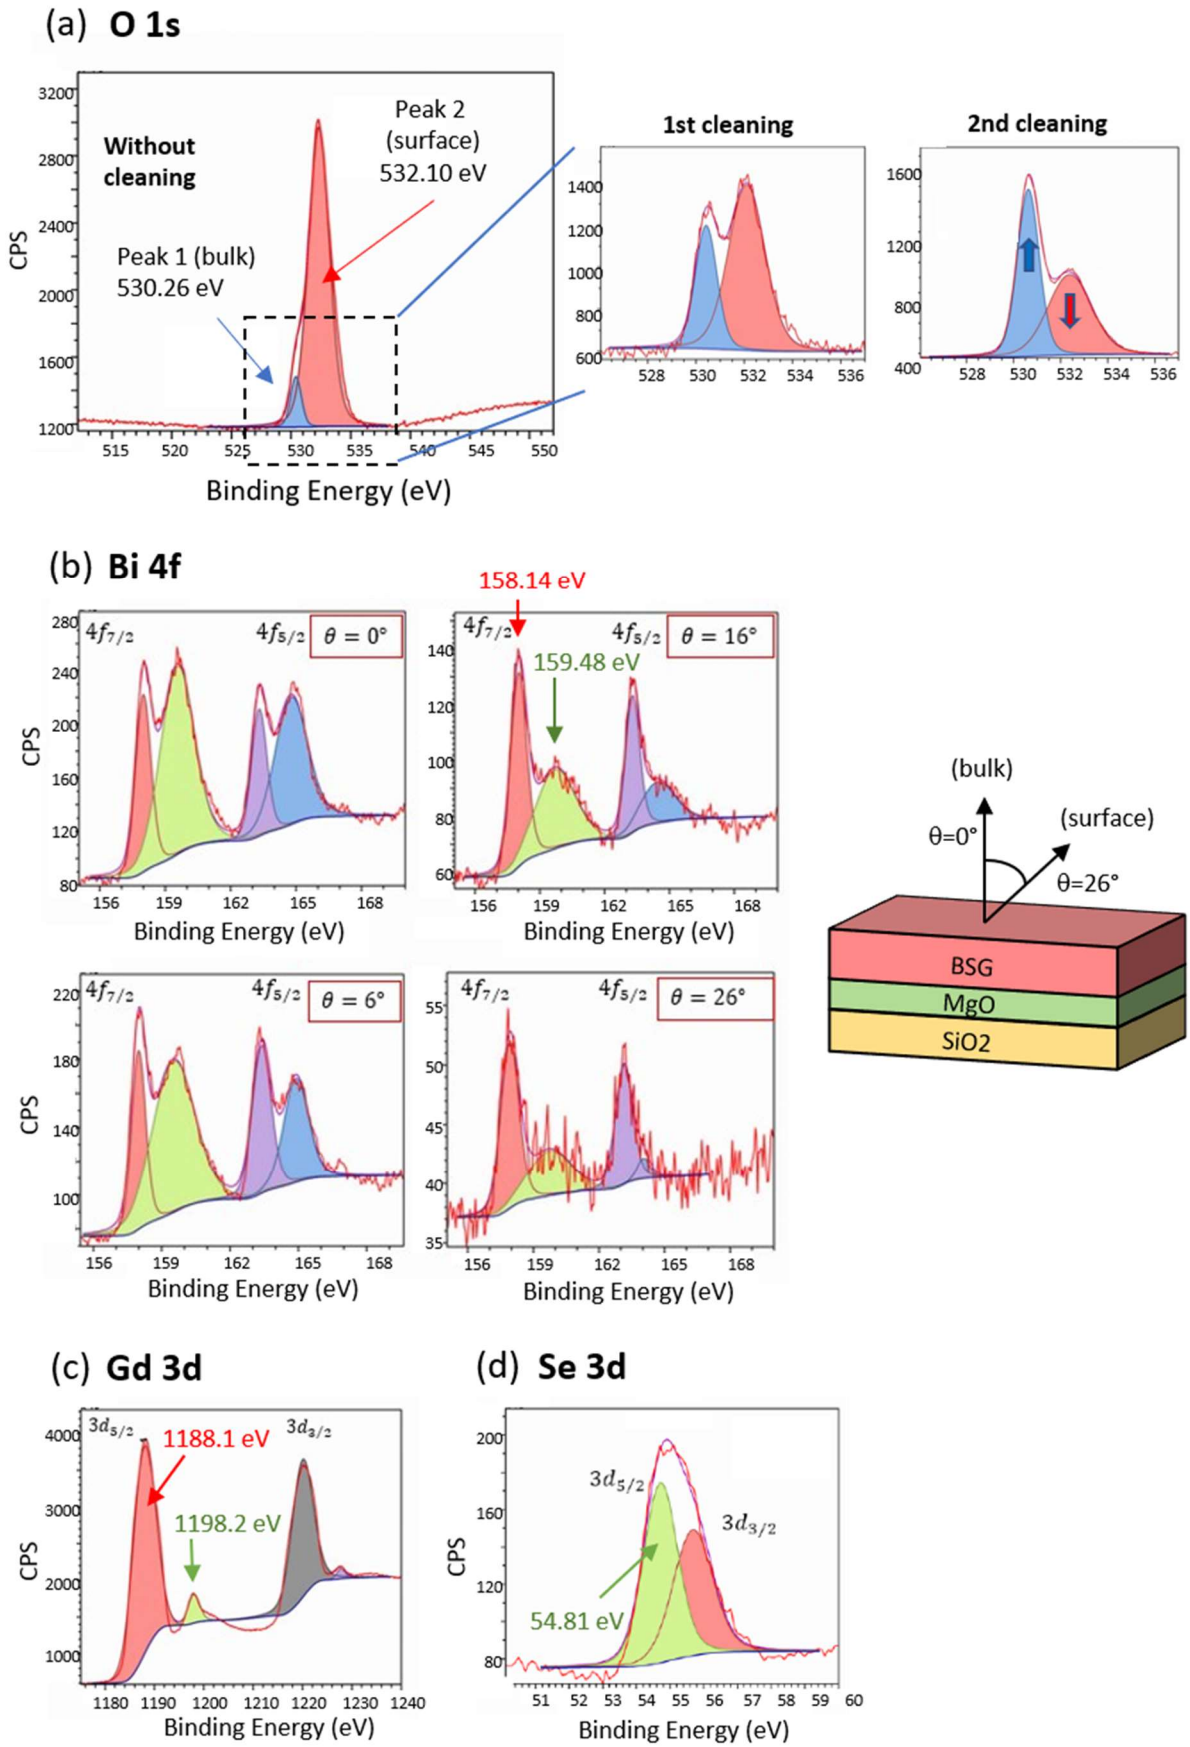 (a) O 1s
Without
cleaning
Peak 2
(surface)
532.10 eV
Peak 1 (bulk)
530.26 eV
3200
2800
2400
2000
1600
1200
CPS
515 520 525 530 535 540 545 550
Binding Energy (eV)
1st cleaning
1400
1200
1000
800
600
528 530 532 534 536
2nd cleaning
1600
1200
800
400
528 530 532 534 536
(b) Bi 4f
4f7/2 4f5/2 θ = 0°
280
240
200
160
120
80
CPS
156 159 162 165 168
Binding Energy (eV)
158.14 eV
4f7/2 4f5/2 θ = 16°
159.48 eV
140
120
100
80
60
156 159 162 165 168
Binding Energy (eV)
4f7/2 4f5/2 θ = 6°
220
180
140
100
CPS
156 159 162 165 168
Binding Energy (eV)
4f7/2 4f5/2 θ = 26°
55
50
45
40
35
156 159 162 165 168
Binding Energy (eV)
(bulk)
(surface)
θ=0°
θ=26°
BSG
MgO
SiO2
(c) Gd 3d
3d5/2 3d3/2
1188.1 eV
1198.2 eV
4000
3000
2000
1000
CPS
1180 1190 1200 1210 1220 1230 1240
Binding Energy (eV)
(d) Se 3d
3d5/2
3d3/2
54.81 eV
200
160
120
80
CPS
51 52 53 54 55 56 57 58 59 60
Binding Energy (eV)